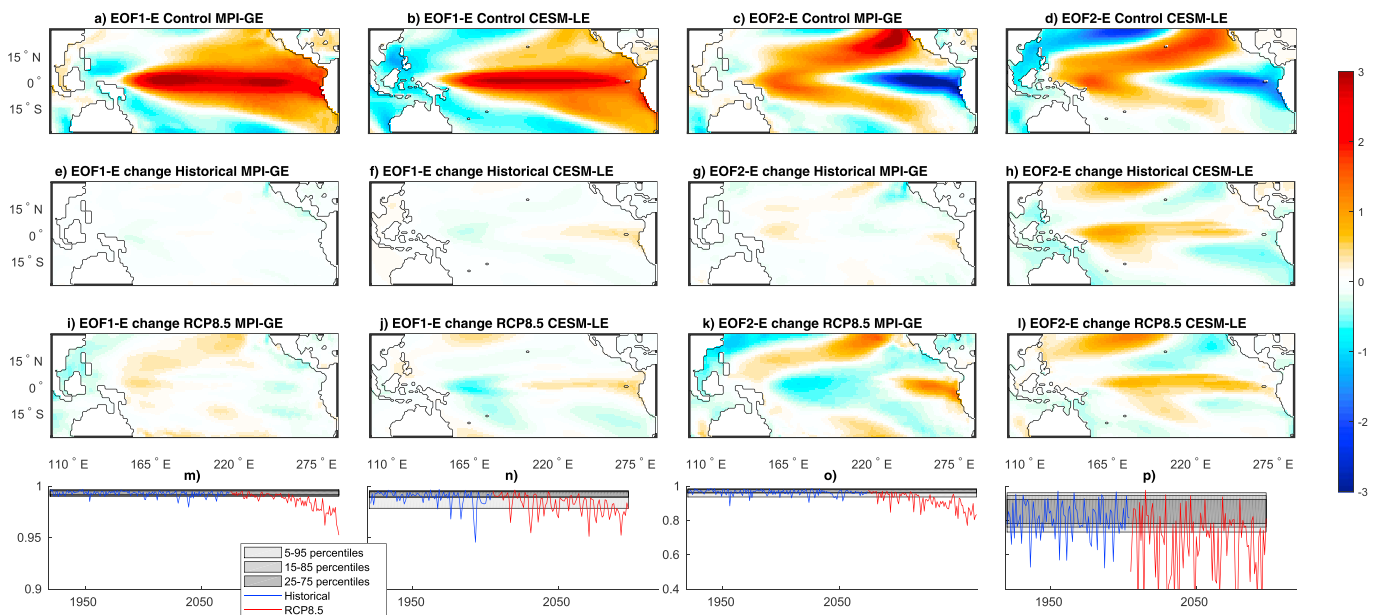 a) EOF1-E Control MPI-GE
b) EOF1-E Control CESM-LE
c) EOF2-E Control MPI-GE
d) EOF2-E Control CESM-LE
15° N
0°
15° S
e) EOF1-E change Historical MPI-GE
f) EOF1-E change Historical CESM-LE
g) EOF2-E change Historical MPI-GE
h) EOF2-E change Historical CESM-LE
15° N
0°
15° S
i) EOF1-E change RCP8.5 MPI-GE
j) EOF1-E change RCP8.5 CESM-LE
k) EOF2-E change RCP8.5 MPI-GE
l) EOF2-E change RCP8.5 CESM-LE
15° N
0°
15° S
110° E 165° E 220° E 275° E
110° E 165° E 220° E 275° E
110° E 165° E 220° E 275° E
110° E 165° E 220° E 275° E
3
2
1
0
-1
-2
-3
m)
1
0.95
0.9
1950 2050
n)
1950 2050
o)
1
0.8
0.6
0.4
1950 2050
p)
1950 2050
5-95 percentiles
15-85 percentiles
25-75 percentiles
Historical
RCP8.5